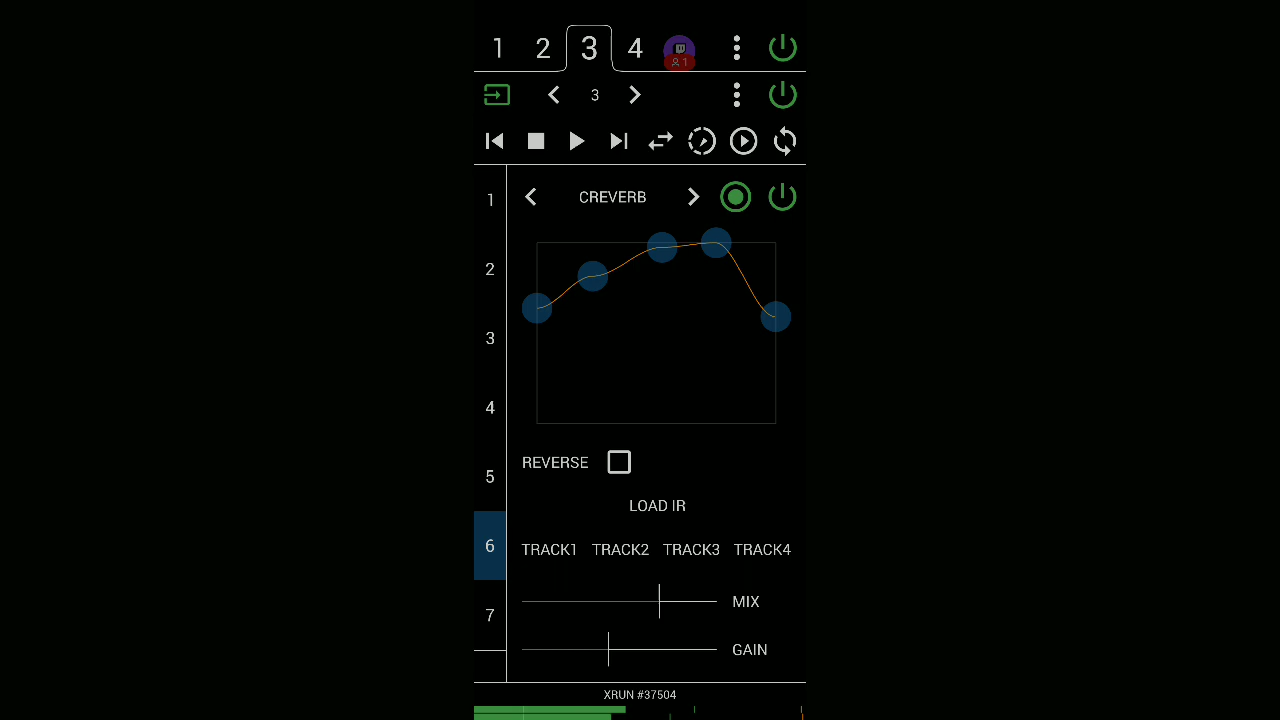 1 2 3 4
1
3
CREVERB
1
2
3
4
5
6
7
REVERSE
LOAD IR
TRACK1 TRACK2 TRACK3 TRACK4
MIX
GAIN
XRUN #37504